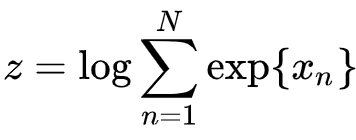 z = log ∑_{n=1}^{N} exp{x_n}